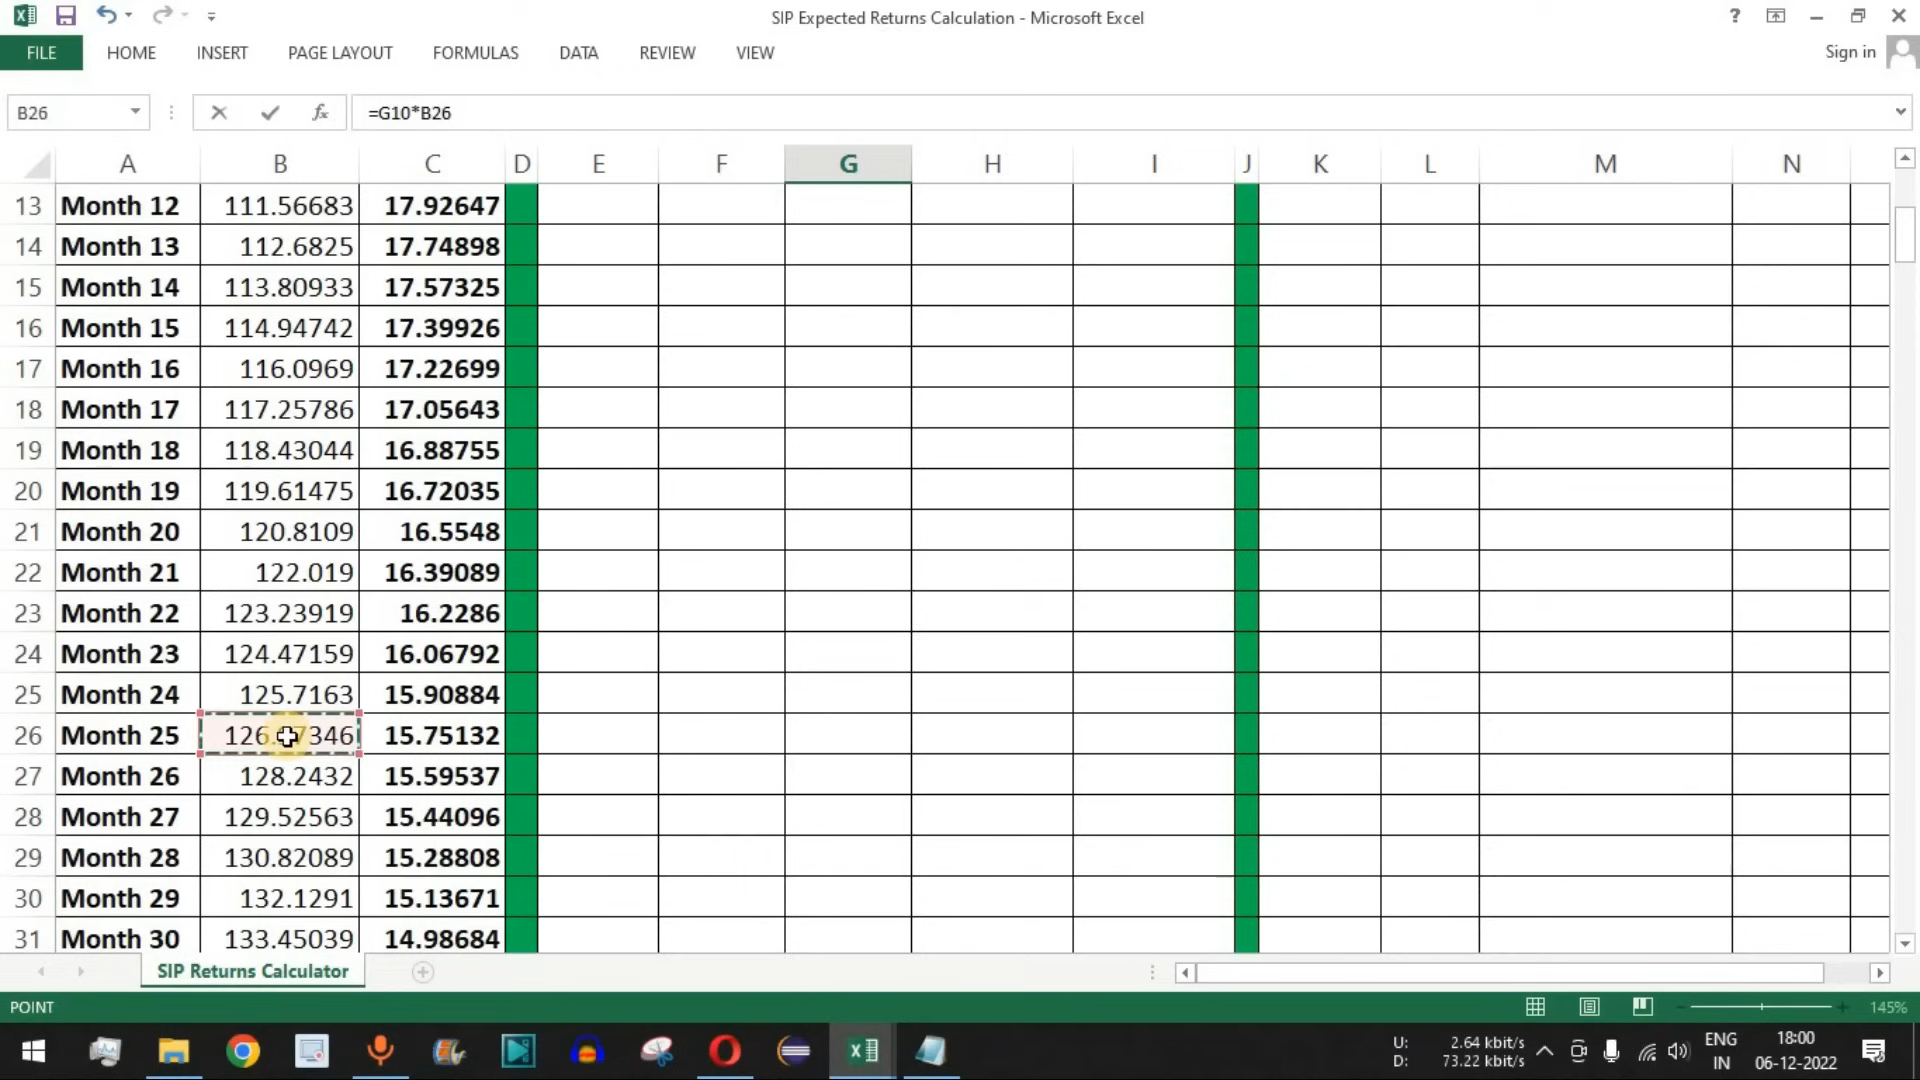 SIP Expected Returns Calculation - Microsoft Excel
?
FILE HOME INSERT PAGE LAYOUT FORMULAS DATA REVIEW VIEW Sign in
B26 fx =G10*B26
A B C D E F G H I J K L M N
13 Month 12 111.56683 17.92647
14 Month 13 112.6825 17.74898
15 Month 14 113.80933 17.57325
16 Month 15 114.94742 17.39926
17 Month 16 116.0969 17.22699
18 Month 17 117.25786 17.05643
19 Month 18 118.43044 16.88755
20 Month 19 119.61475 16.72035
21 Month 20 120.8109 16.5548
22 Month 21 122.019 16.39089
23 Month 22 123.23919 16.2286
24 Month 23 124.47159 16.06792
25 Month 24 125.7163 15.90884
26 Month 25 15.75132
27 Month 26 128.2432 15.59537
28 Month 27 129.52563 15.44096
29 Month 28 130.82089 15.28808
30 Month 29 132.1291 15.13671
31 Month 30 133.45039 14.98684
SIP Returns Calculator
POINT 145%
U: 2.64 kbit/s
D: 73.22 kbit/s
ENG
IN
18:00
06-12-2022